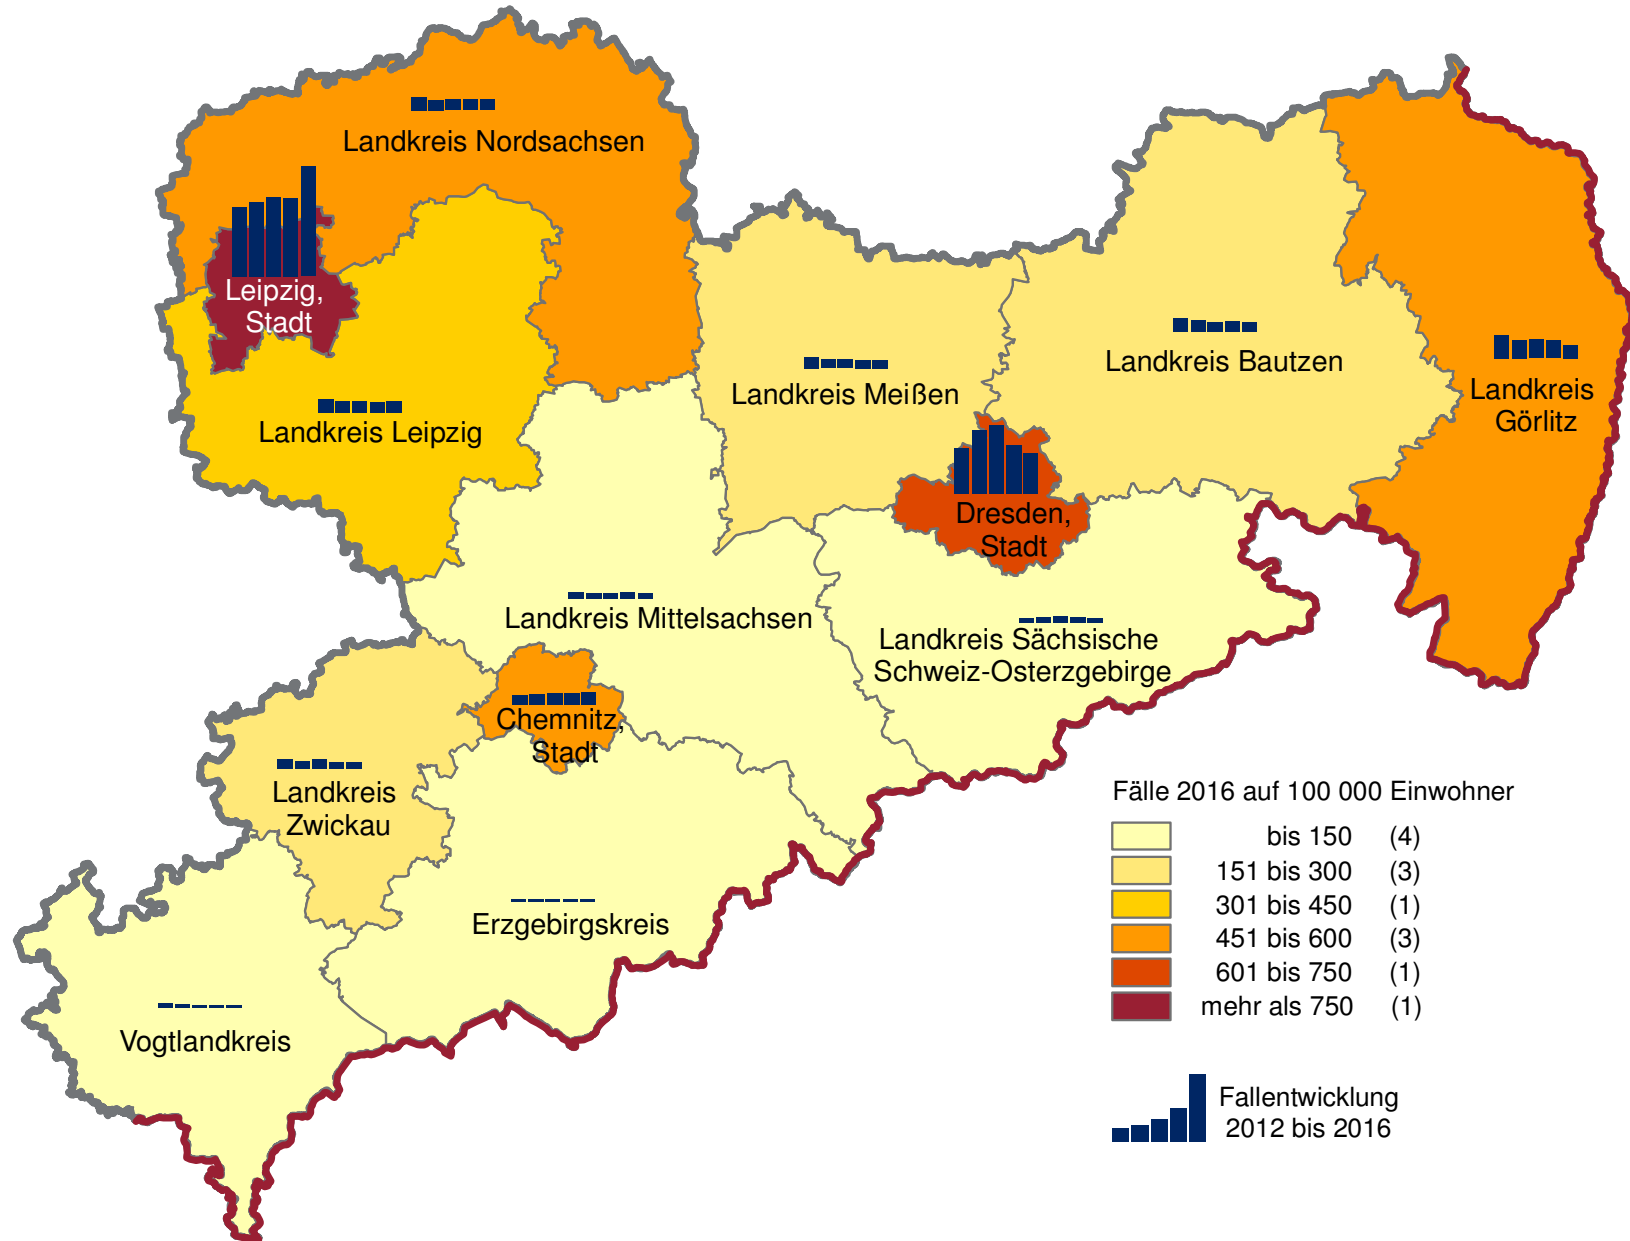 Landkreis Nordsachsen
Leipzig,
Stadt
Landkreis Leipzig
Landkreis Meißen
Landkreis Bautzen
Landkreis
Görlitz
Dresden,
Stadt
Landkreis Mittelsachsen
Landkreis Sächsische
Schweiz-Osterzgebirge
Chemnitz,
Stadt
Landkreis
Zwickau
Erzgebirgskreis
Vogtlandkreis
Fälle 2016 auf 100 000 Einwohner
bis 150 (4)
151 bis 300 (3)
301 bis 450 (1)
451 bis 600 (3)
601 bis 750 (1)
mehr als 750 (1)
Fallentwicklung
2012 bis 2016